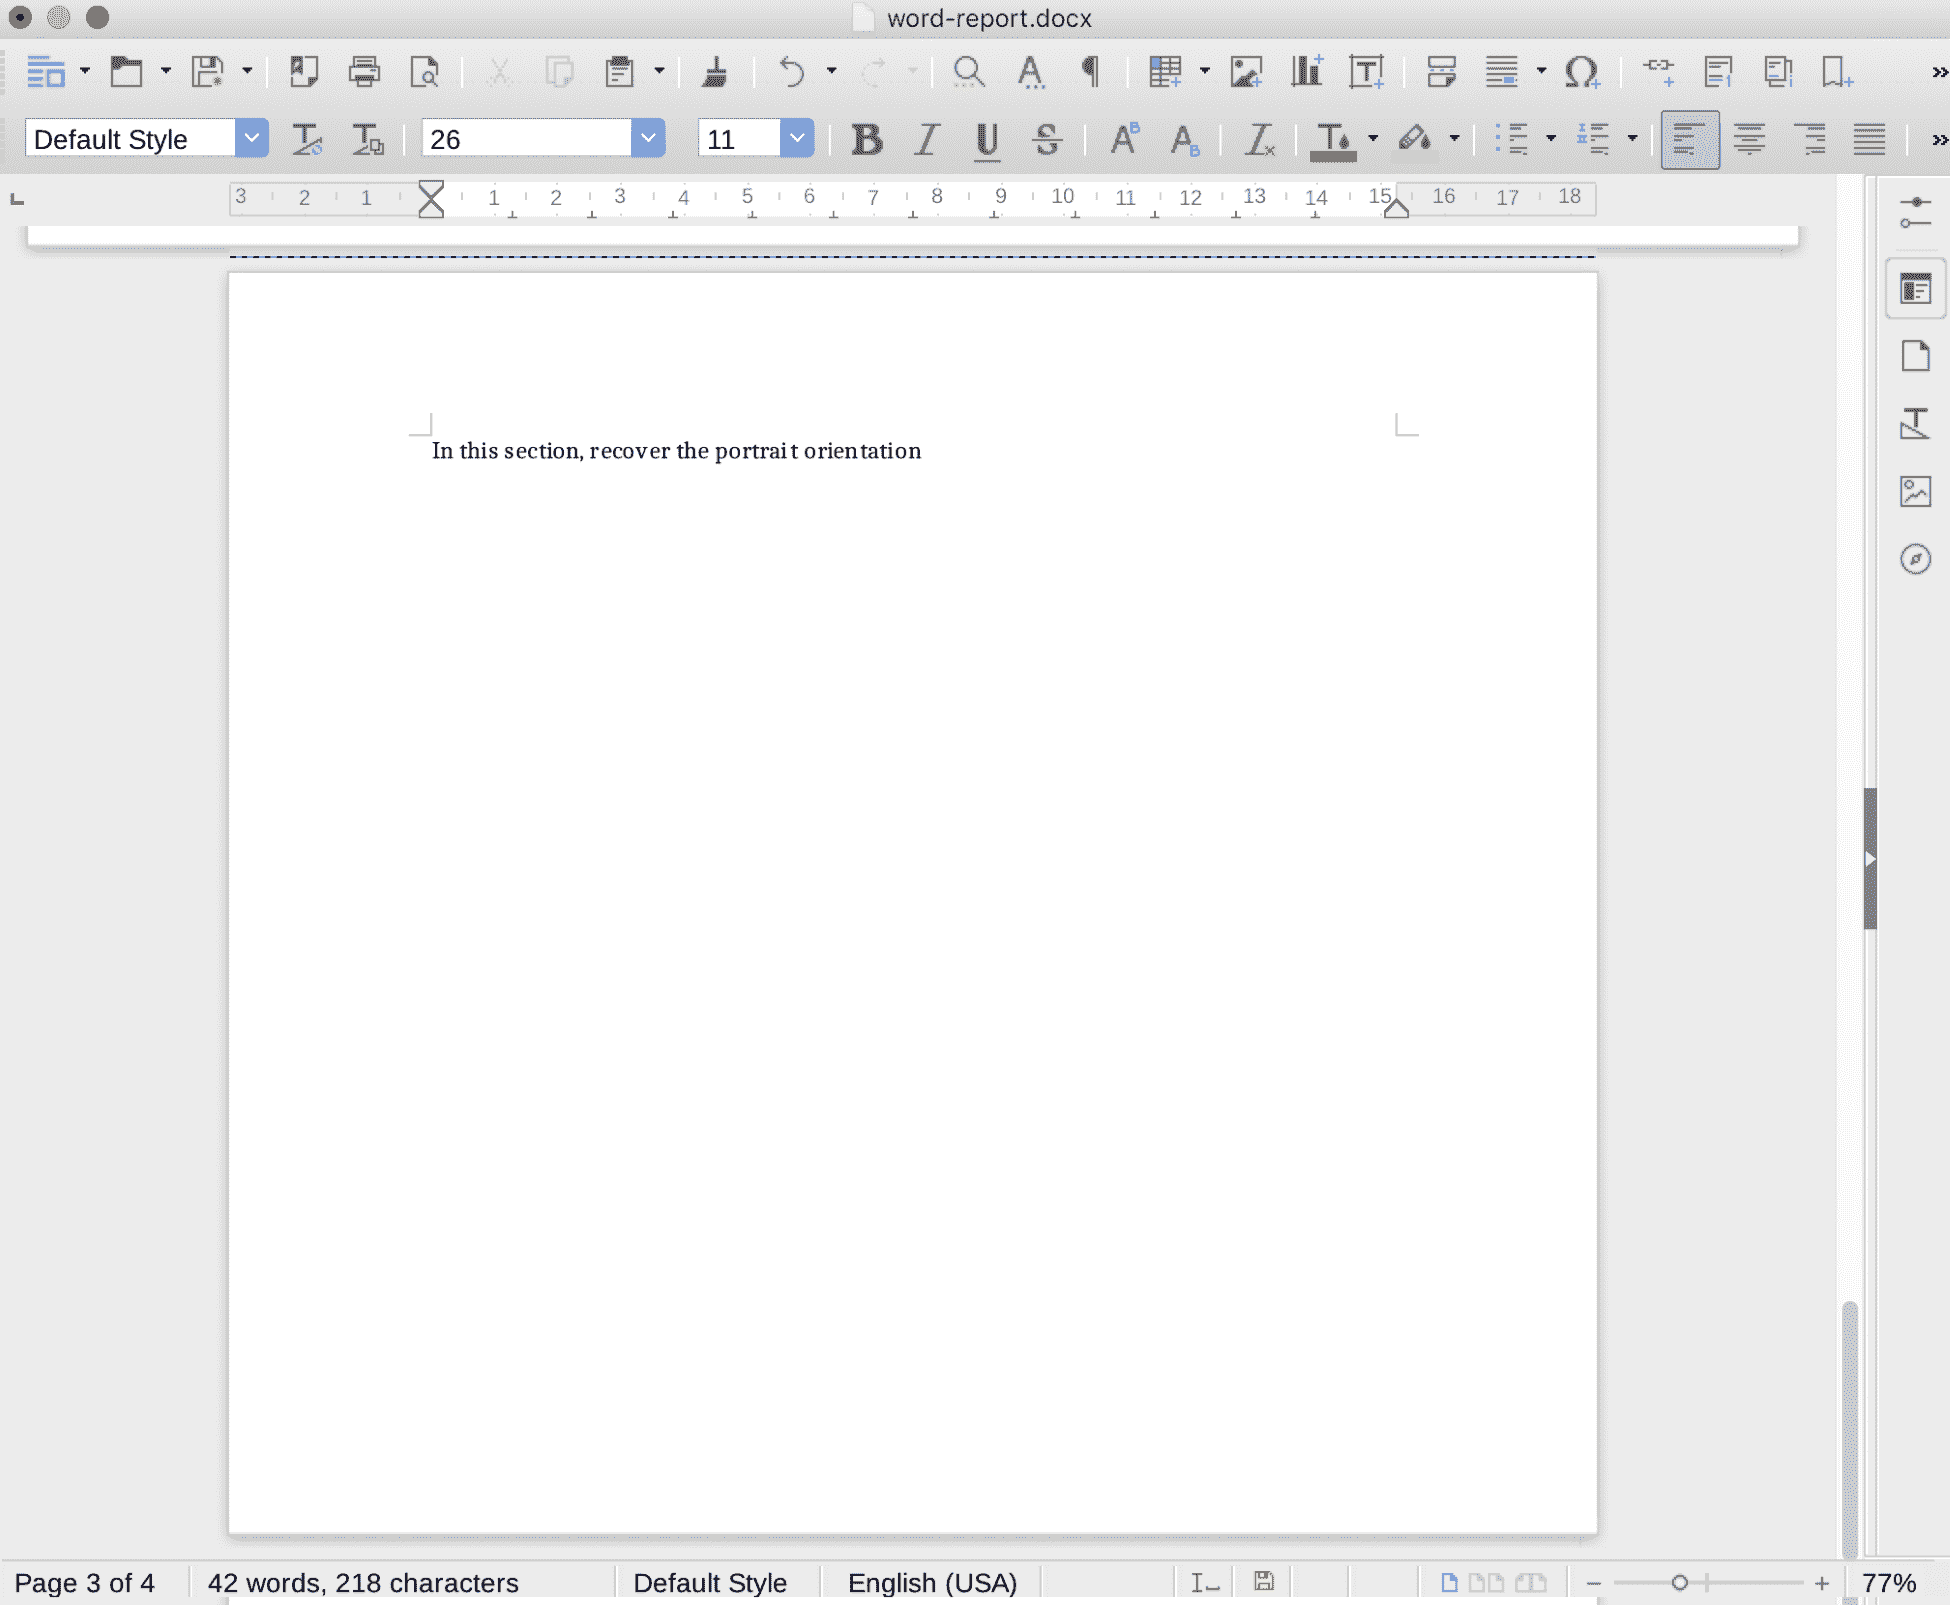 word-report.docx
Default Style
26
11
3 2 1 1 2 3 4 5 6 7 8 9 10 11 12 13 14 15 16 17 18
In this section, recover the portrait orientation
Page 3 of 4
42 words, 218 characters
Default Style
English (USA)
77%